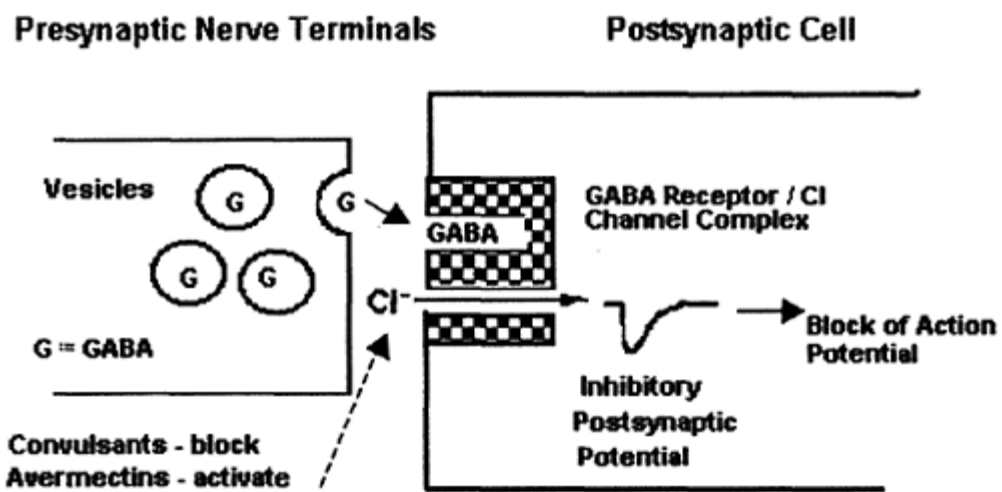 Presynaptic Nerve Terminals
Postsynaptic Cell
Vesicles
G
G
G
G
G = GABA
GABA
GABA Receptor / Cl
Channel Complex
Cl⁻
Inhibitory
Postsynaptic
Potential
Block of Action
Potential
Convulsants - block
Avermectins - activate